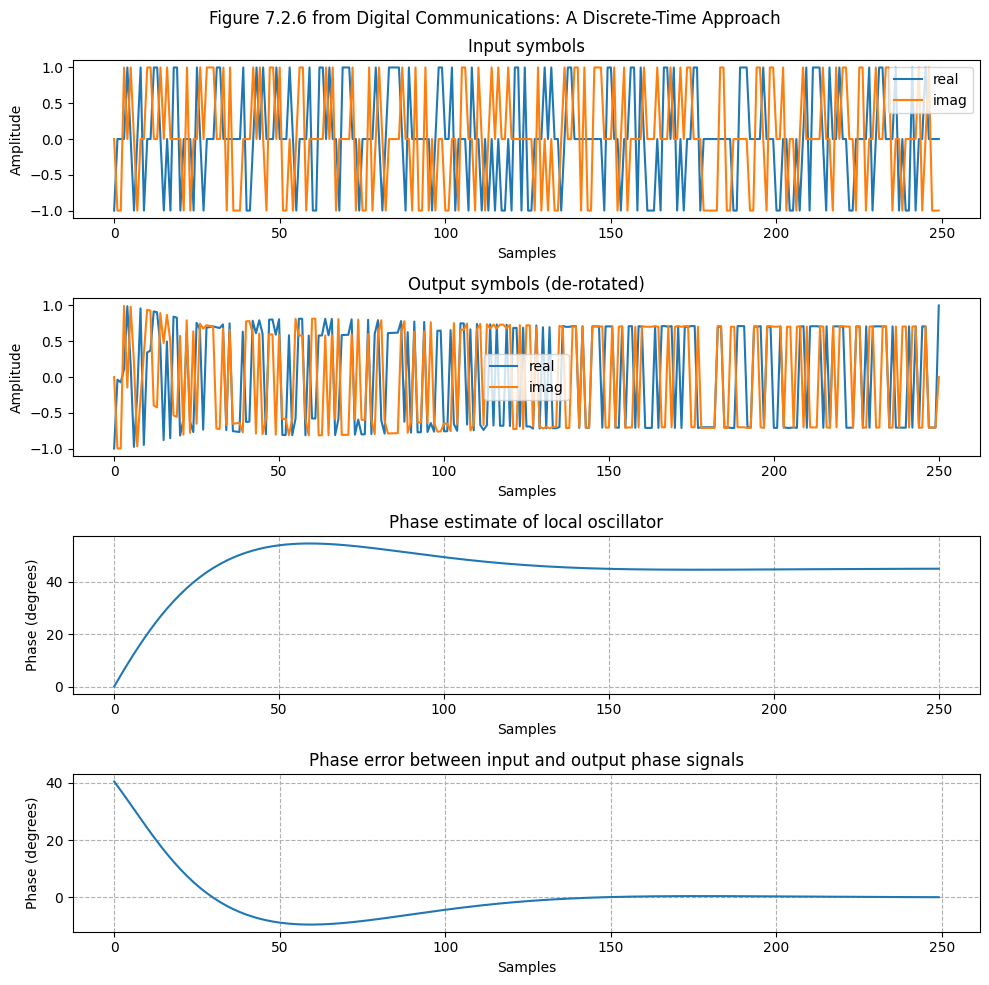 Figure 7.2.6 from Digital Communications: A Discrete-Time Approach
Input symbols
Amplitude
1.0
0.5
0.0
−0.5
−1.0
real
imag
0 50 100 150 200 250
Samples
Output symbols (de-rotated)
Amplitude
1.0
0.5
0.0
−0.5
−1.0
real
imag
0 50 100 150 200 250
Samples
Phase estimate of local oscillator
Phase (degrees)
40
20
0
0 50 100 150 200 250
Samples
Phase error between input and output phase signals
Phase (degrees)
40
20
0
0 50 100 150 200 250
Samples